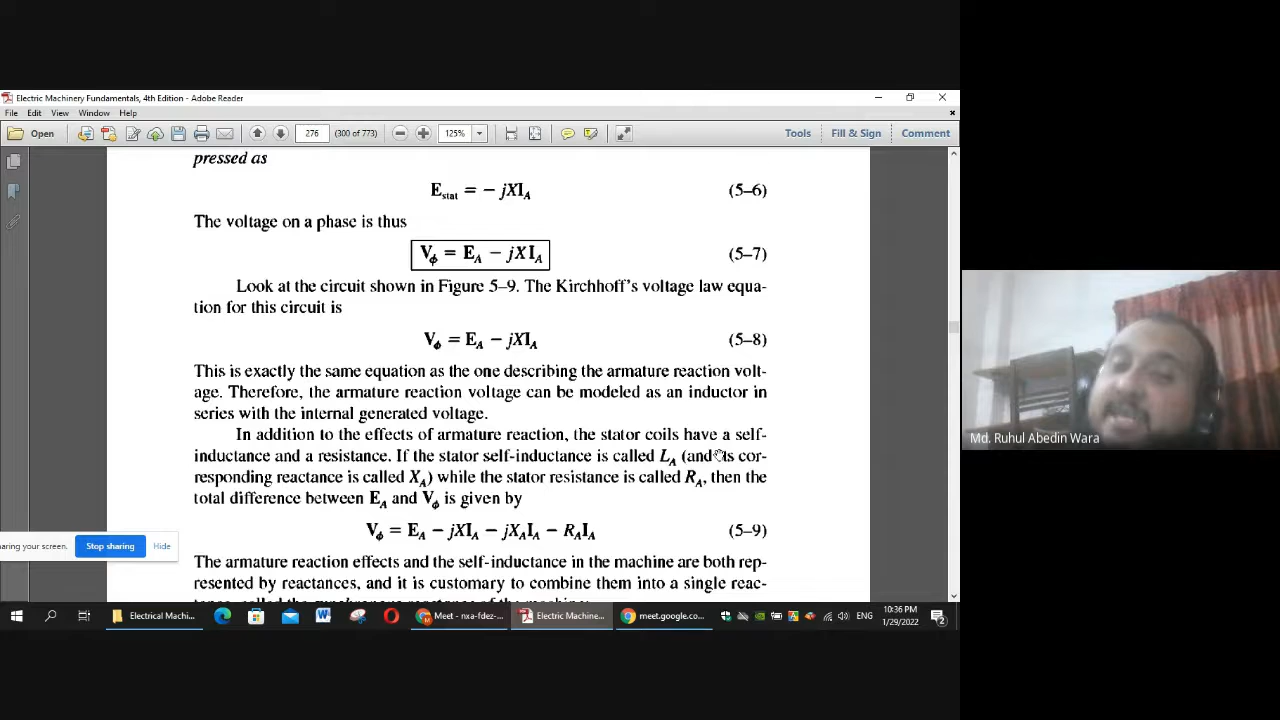 Electric Machinery Fundamentals, 4th Edition - Adobe Reader
File Edit View Window Help
Open 276 (300 of 773) 125% Tools Fill & Sign Comment
pressed as
E_stat = − jXI_A (5–6)
The voltage on a phase is thus
V_ϕ = E_A − jXI_A (5–7)
Look at the circuit shown in Figure 5–9. The Kirchhoff's voltage law equa-
tion for this circuit is
V_ϕ = E_A − jXI_A (5–8)
This is exactly the same equation as the one describing the armature reaction volt-
age. Therefore, the armature reaction voltage can be modeled as an inductor in
series with the internal generated voltage.
In addition to the effects of armature reaction, the stator coils have a self-
inductance and a resistance. If the stator self-inductance is called L_A (and its cor-
responding reactance is called X_A) while the stator resistance is called R_A, then the
total difference between E_A and V_ϕ is given by
V_ϕ = E_A − jXI_A − jX_AI_A − R_AI_A (5–9)
The armature reaction effects and the self-inductance in the machine are both rep-
resented by reactances, and it is customary to combine them into a single reac-
Md. Ruhul Abedin Wara
haring your screen. Stop sharing Hide
Electrical Machi... Meet - nxa-fdez-... Electric Machine... meet.google.co... ENG 10:36 PM
1/29/2022 2